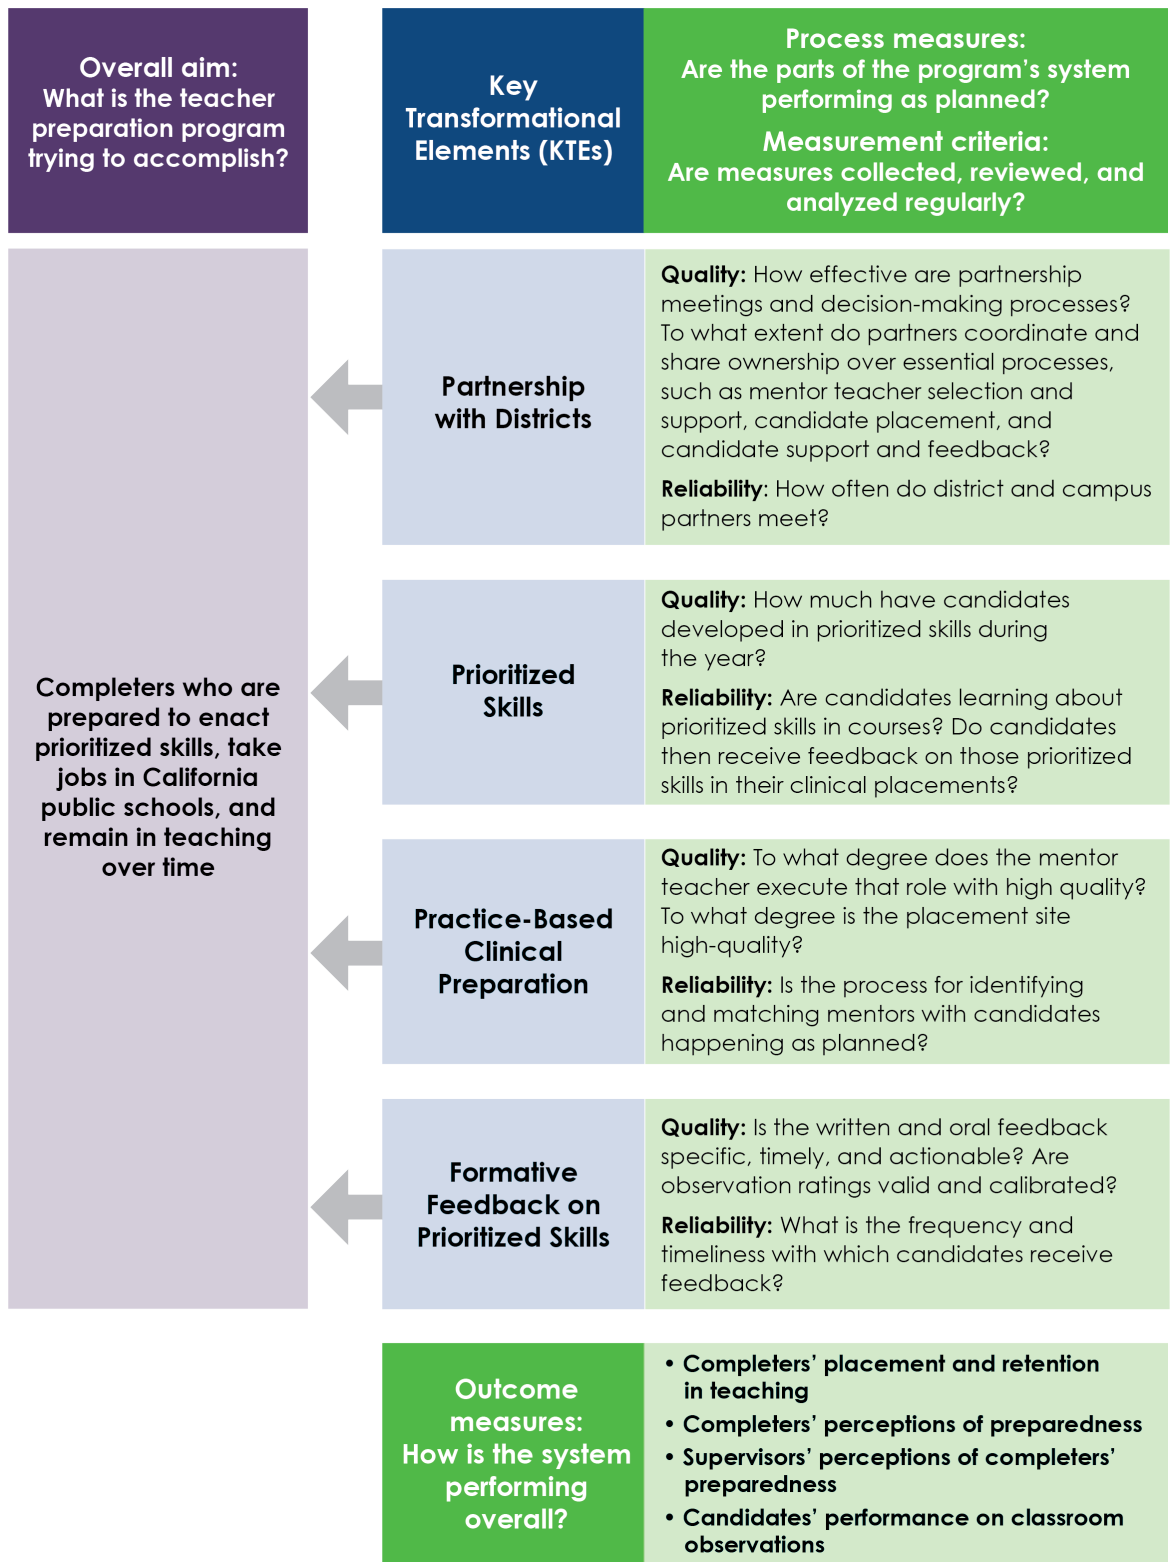 Overall aim:
What is the teacher
preparation program
trying to accomplish?
Key
Transformational
Elements (KTEs)
Process measures:
Are the parts of the program’s system
performing as planned?
Measurement criteria:
Are measures collected, reviewed, and
analyzed regularly?
Completers who are
prepared to enact
prioritized skills, take
jobs in California
public schools, and
remain in teaching
over time
Partnership
with Districts
Quality: How effective are partnership
meetings and decision-making processes?
To what extent do partners coordinate and
share ownership over essential processes,
such as mentor teacher selection and
support, candidate placement, and
candidate support and feedback?
Reliability: How often do district and campus
partners meet?
Prioritized
Skills
Quality: How much have candidates
developed in prioritized skills during
the year?
Reliability: Are candidates learning about
prioritized skills in courses? Do candidates
then receive feedback on those prioritized
skills in their clinical placements?
Practice-Based
Clinical
Preparation
Quality: To what degree does the mentor
teacher execute that role with high quality?
To what degree is the placement site
high-quality?
Reliability: Is the process for identifying
and matching mentors with candidates
happening as planned?
Formative
Feedback on
Prioritized Skills
Quality: Is the written and oral feedback
specific, timely, and actionable? Are
observation ratings valid and calibrated?
Reliability: What is the frequency and
timeliness with which candidates receive
feedback?
Outcome
measures:
How is the system
performing
overall?
• Completers’ placement and retention
in teaching
• Completers’ perceptions of preparedness
• Supervisors’ perceptions of completers’
preparedness
• Candidates’ performance on classroom
observations